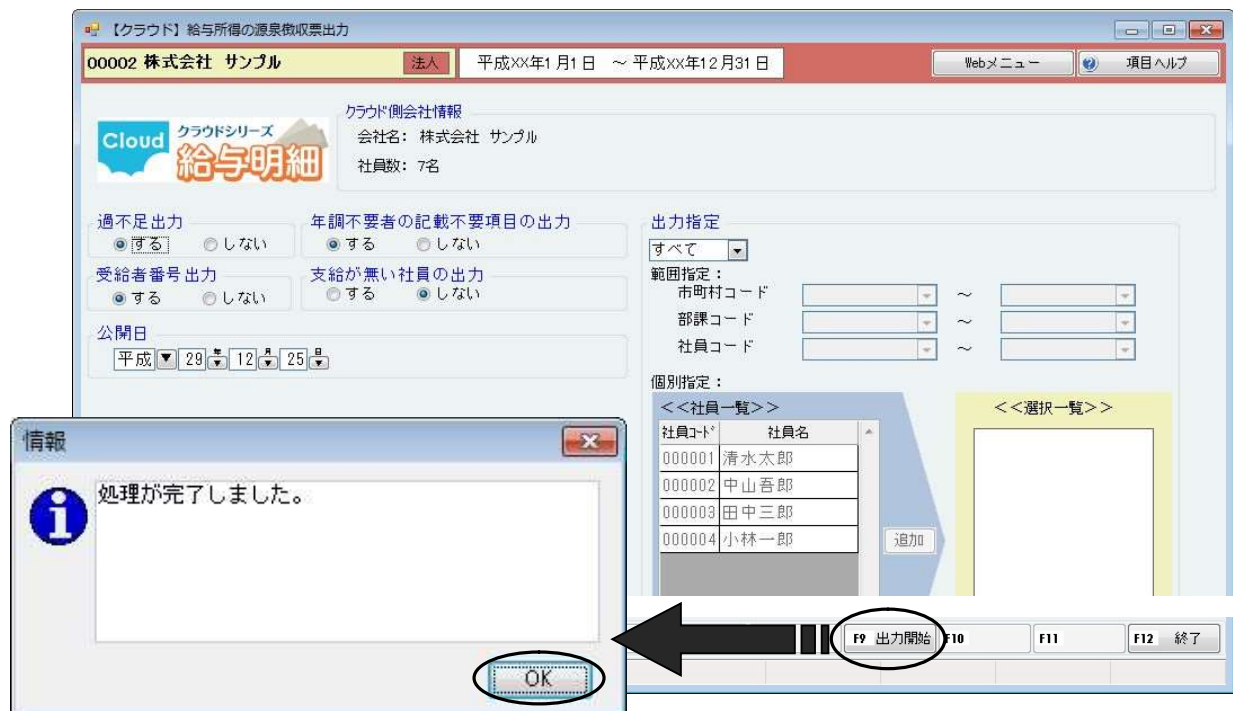 【クラウド】給与所得の源泉徴収票出力
00002 株式会社 サンプル
法人
平成XX年1月1日 ～平成xx年12月31日
Webメニュー
項目ヘルプ
Cloud
クラウドシリーズ
給与明細
クラウド側会社情報
会社名: 株式会社 サンプル
社員数: 7名
過不足出力
する しない
年調不要者の記載不要項目の出力
する しない
受給者番号出力
する しない
支給が無い社員の出力
する しない
公開日
平成 29 年 12 月 25 日
出力指定
すべて
範囲指定：
市町村コード ～
部課コード ～
社員コード ～
個別指定：
<<社員一覧>>
社員ｺｰﾄﾞ 社員名
000001 清水太郎
000002 中山吾郎
000003 田中三郎
000004 小林一郎
追加
<<選択一覧>>
F9 出力開始
F10
F11
F12 終了
情報
処理が完了しました。
OK